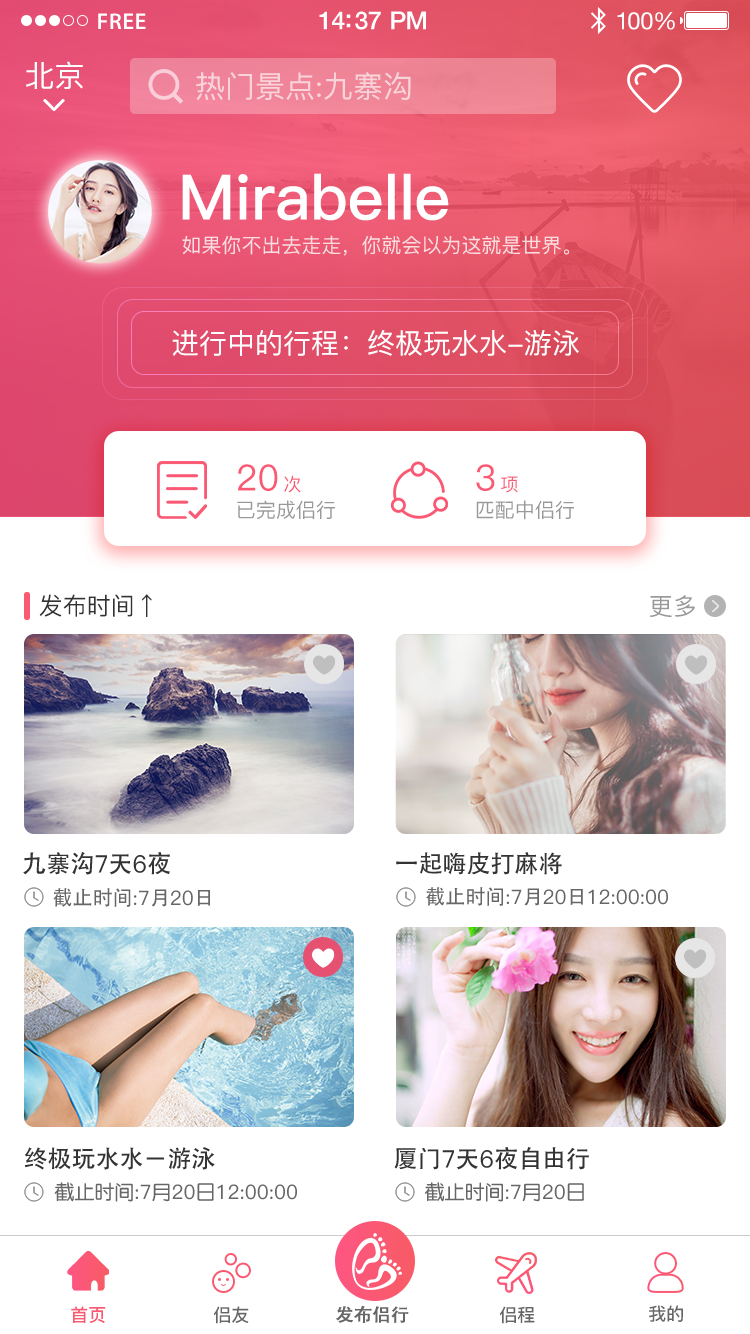 FREE 14:37 PM 100%
北京
热门景点:九寨沟
Mirabelle
如果你不出去走走，你就会以为这就是世界。
进行中的行程：终极玩水水–游泳
20次 3项
已完成侣行 匹配中侣行
发布时间↑ 更多
九寨沟7天6夜 一起嗨皮打麻将
截止时间:7月20日 截止时间:7月20日12:00:00
终极玩水水－游泳 厦门7天6夜自由行
截止时间:7月20日12:00:00 截止时间:7月20日
首页 侣友 发布侣行 侣程 我的